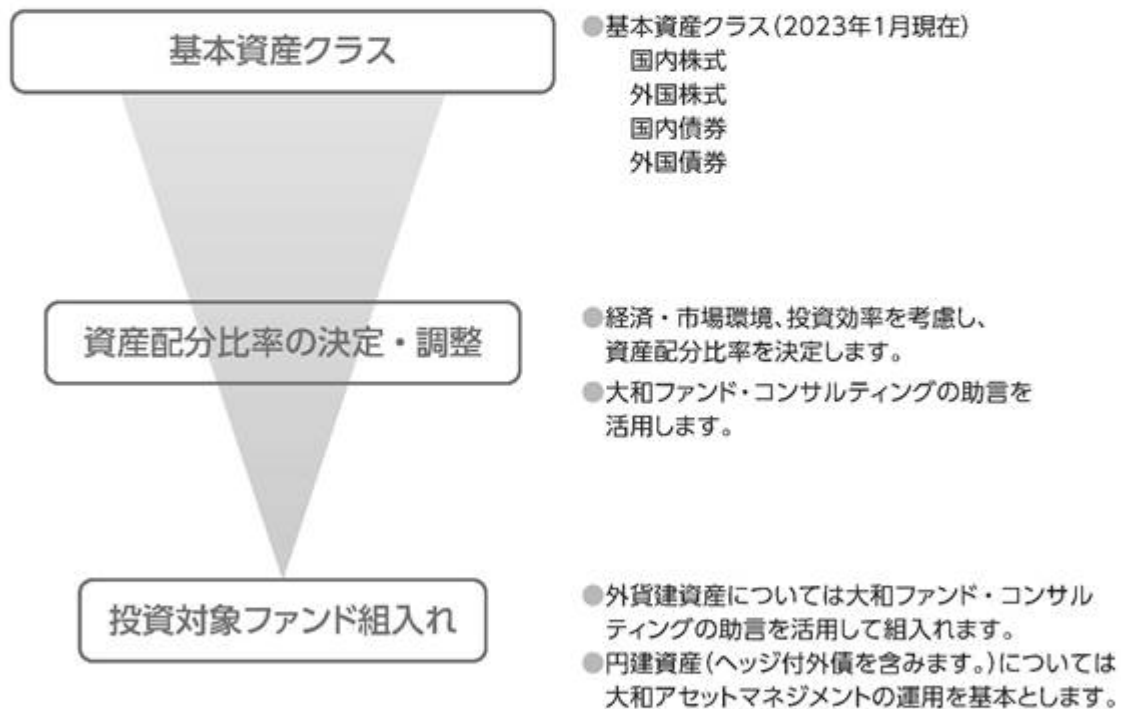 基本資産クラス
●基本資産クラス(2023年1月現在)
国内株式
外国株式
国内債券
外国債券
資産配分比率の決定・調整
●経済・市場環境、投資効率を考慮し、
資産配分比率を決定します。
●大和ファンド・コンサルティングの助言を
活用します。
投資対象ファンド組入れ
●外貨建資産については大和ファンド・コンサル
ティングの助言を活用して組入れます。
●円建資産(ヘッジ付外債を含みます。)については
大和アセットマネジメントの運用を基本とします。